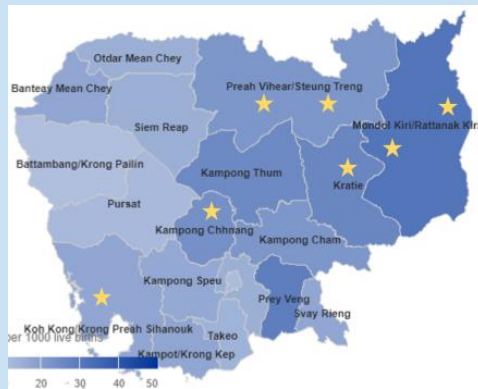 Otdar Mean Chey
Banteay Mean Chey
Preah Vihear/Steung Treng
Siem Reap
Mondol Kiri/Rattanak Kiri
Battambang/Krong Pailin
Kampong Thum
Kratie
Pursat
Kampong Chhnang
Kampong Cham
Kampong Speu
Prey Veng
Svay Rieng
Koh Kong/Krong Preah Sihanouk
Takeo
per 1000 live births
Kampot/Krong Kep
20 30 40 50